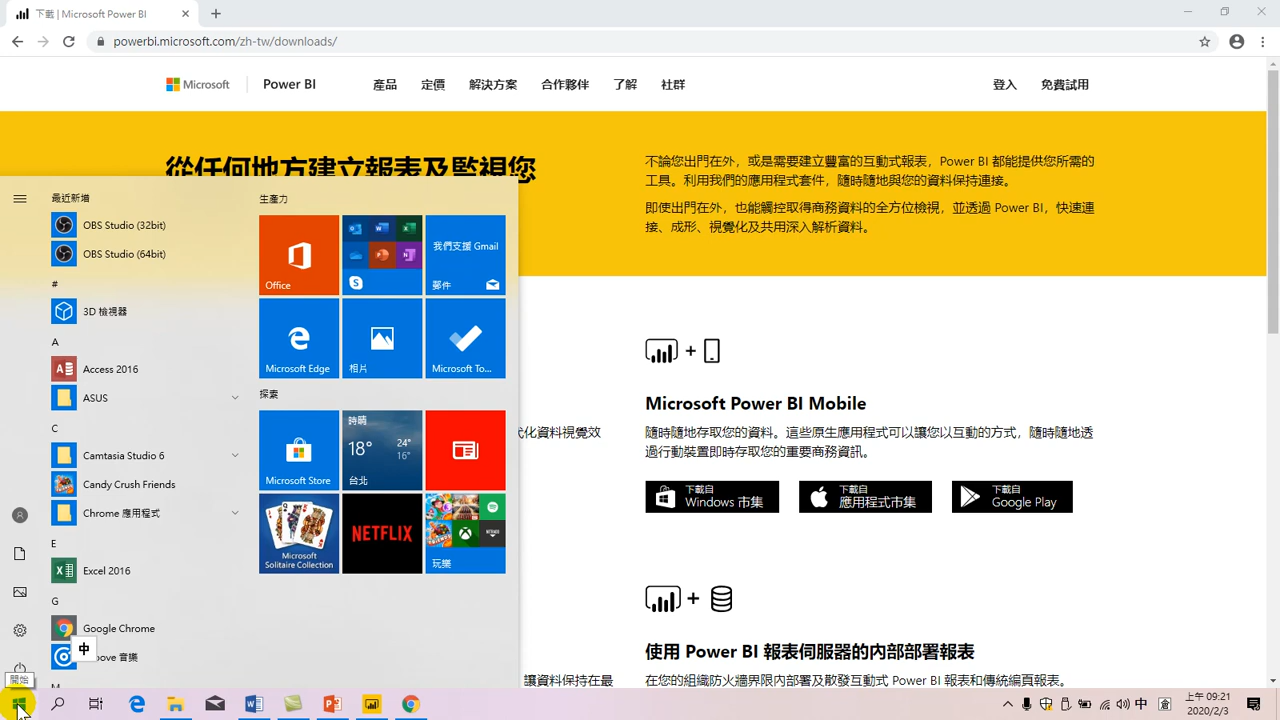 下載 | Microsoft Power BI
powerbi.microsoft.com/zh-tw/downloads/
Microsoft
Power BI
產品
定價
解決方案
合作夥伴
了解
社群
登入
免費試用
從任何地方建立報表及監視您
不論您出門在外，或是需要建立豐富的互動式報表，Power BI 都能提供您所需的
工具。利用我們的應用程式套件，隨時隨地與您的資料保持連接。
即使出門在外，也能觸控取得商務資料的全方位檢視，並透過 Power BI，快速連
接、成形、視覺化及共用深入解析資料。
最近新增
OBS Studio (32bit)
OBS Studio (64bit)
#
3D 檢視器
A
Access 2016
ASUS
C
Camtasia Studio 6
Candy Crush Friends
Chrome 應用程式
E
Excel 2016
G
Google Chrome
中
oove 音樂
開始
生產力
Office
我們支援 Gmail
郵件
Microsoft Edge
相片
Microsoft To...
探索
Microsoft Store
時晴
18°
24°
16°
台北
Microsoft
Solitaire Collection
NETFLIX
玩樂
代化資料視覺效
讓資料保持在最
Microsoft Power BI Mobile
隨時隨地存取您的資料。這些原生應用程式可以讓您以互動的方式，隨時隨地透
過行動裝置即時存取您的重要商務資訊。
下載自
Windows 市集
下載自
應用程式市集
下載自
Google Play
使用 Power BI 報表伺服器的內部部署報表
在您的組織防火牆界限內部署及散發互動式 Power BI 報表和傳統編頁報表。
中
上午 09:21
2020/2/3